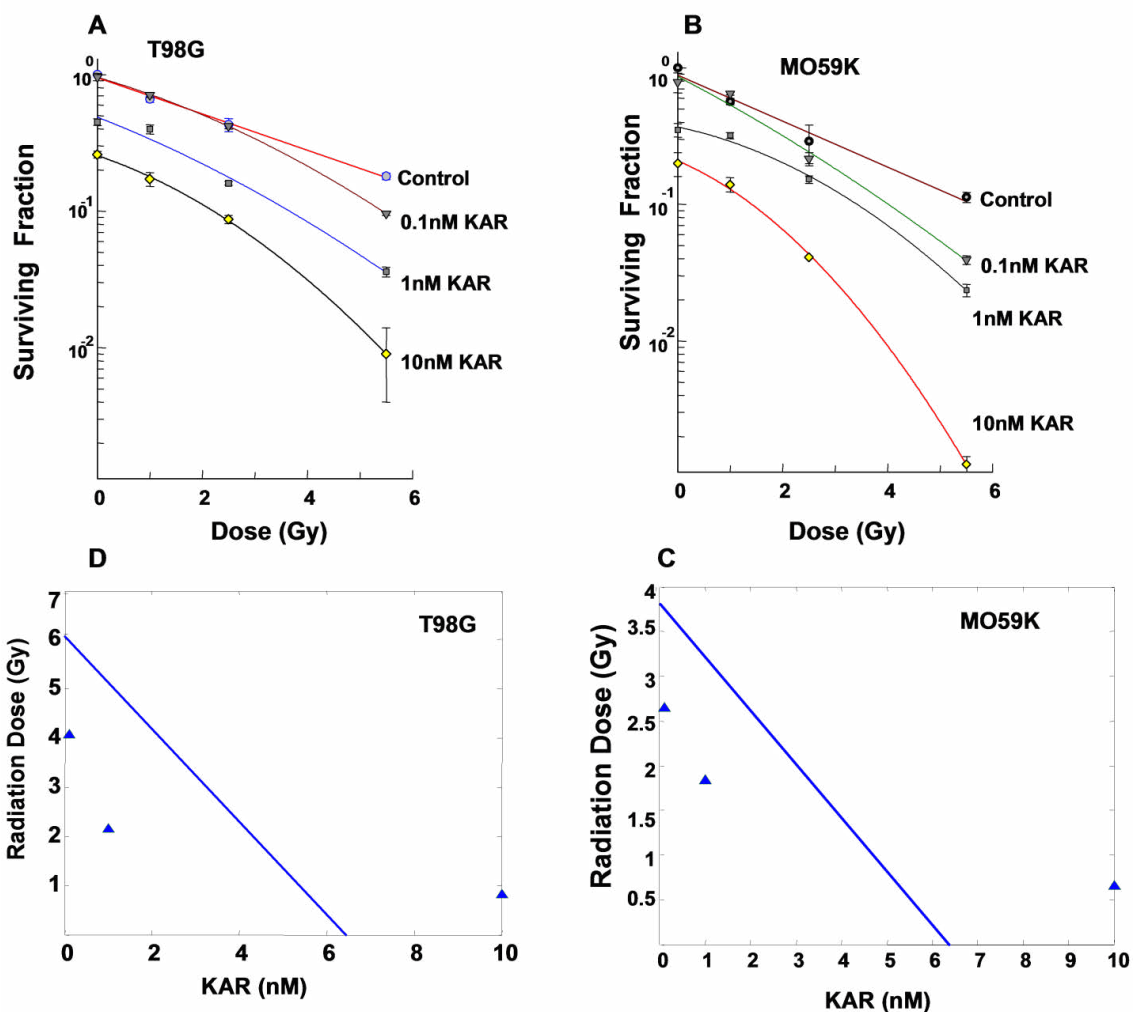 A
T98G
10^0
10^-1
10^-2
Surviving Fraction
Control
0.1nM KAR
1nM KAR
10nM KAR
0 2 4 6
Dose (Gy)
B
MO59K
10^0
10^-1
10^-2
Surviving Fraction
Control
0.1nM KAR
1nM KAR
10nM KAR
0 2 4 6
Dose (Gy)
D
T98G
7
6
5
4
3
2
1
Radiation Dose (Gy)
0 2 4 6 8 10
KAR (nM)
C
MO59K
4
3.5
3
2.5
2
1.5
1
0.5
Radiation Dose (Gy)
0 1 2 3 4 5 6 7 8 9 10
KAR (nM)